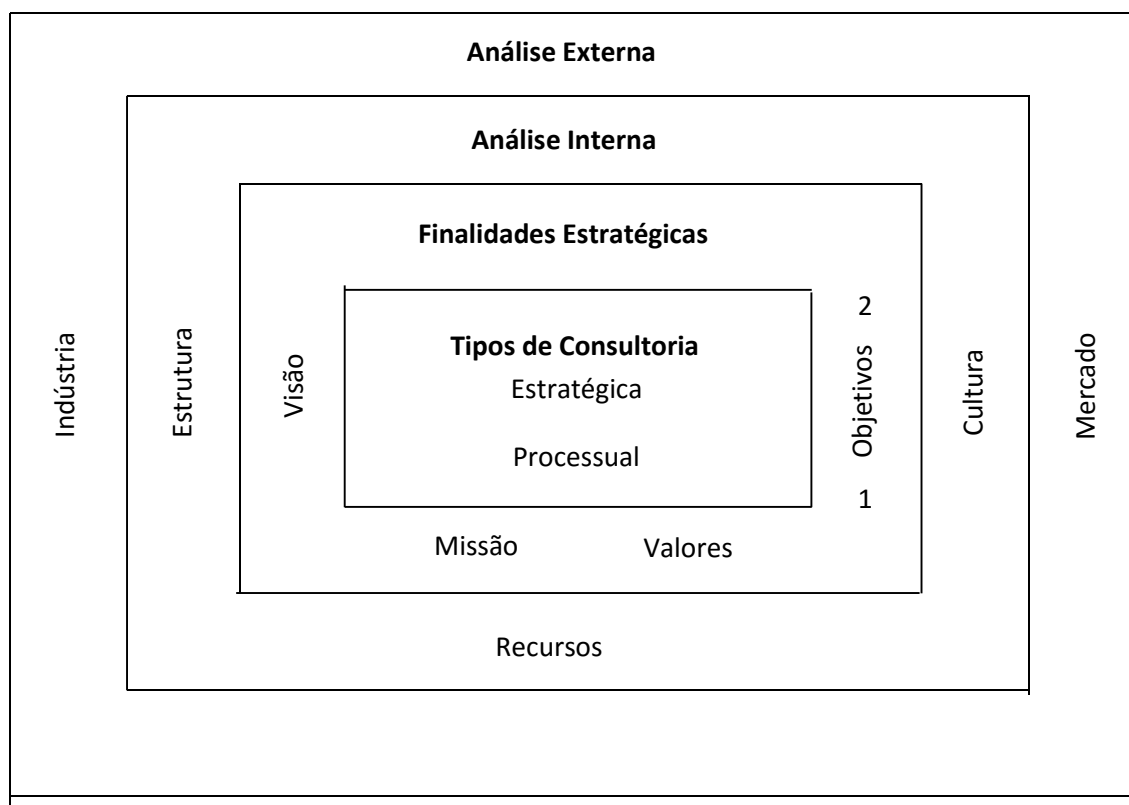 Análise Externa
Análise Interna
Finalidades Estratégicas
Indústria
Estrutura
Visão
Tipos de Consultoria
Estratégica
Processual
2
Objetivos
1
Cultura
Mercado
Missão
Valores
Recursos